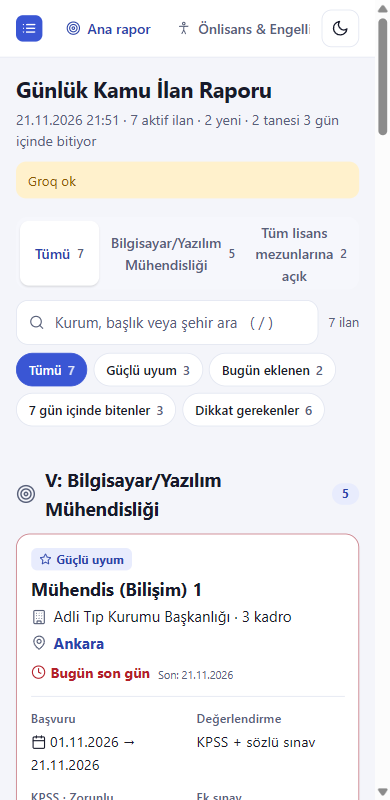 Ana rapor
Önlisans & Engelli
Günlük Kamu İlan Raporu
21.11.2026 21:51 · 7 aktif ilan · 2 yeni · 2 tanesi 3 gün
içinde bitiyor
Groq ok
Tümü 7
Bilgisayar/Yazılım
Mühendisliği 5
Tüm lisans
mezunlarına
açık 2
Kurum, başlık veya şehir ara ( / )
7 ilan
Tümü 7
Güçlü uyum 3
Bugün eklenen 2
7 gün içinde bitenler 3
Dikkat gerekenler 6
V: Bilgisayar/Yazılım
Mühendisliği
5
Güçlü uyum
Mühendis (Bilişim) 1
Adli Tıp Kurumu Başkanlığı · 3 kadro
Ankara
Bugün son gün Son: 21.11.2026
Başvuru
01.11.2026 →
21.11.2026
Değerlendirme
KPSS + sözlü sınav
KPSS · Zorunlu
Ek sınav